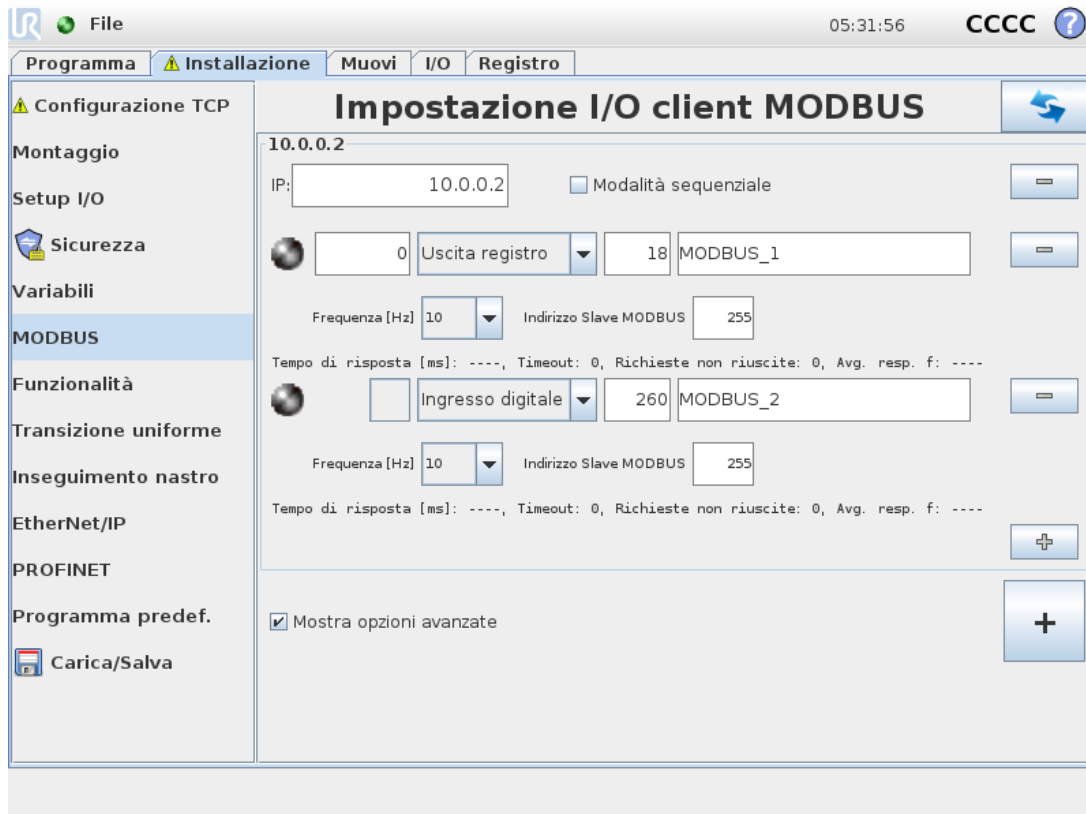 UR File 05:31:56 CCCC ?
Programma Installazione Muovi I/O Registro
Configurazione TCP
Montaggio
Setup I/O
Sicurezza
Variabili
MODBUS
Funzionalità
Transizione uniforme
Inseguimento nastro
EtherNet/IP
PROFINET
Programma predef.
Carica/Salva
Impostazione I/O client MODBUS
10.0.0.2
IP: 10.0.0.2 Modalità sequenziale
0 Uscita registro 18 MODBUS_1
Frequenza [Hz] 10 Indirizzo Slave MODBUS 255
Tempo di risposta [ms]: ----, Timeout: 0, Richieste non riuscite: 0, Avg. resp. f: ----
Ingresso digitale 260 MODBUS_2
Frequenza [Hz] 10 Indirizzo Slave MODBUS 255
Tempo di risposta [ms]: ----, Timeout: 0, Richieste non riuscite: 0, Avg. resp. f: ----
Mostra opzioni avanzate